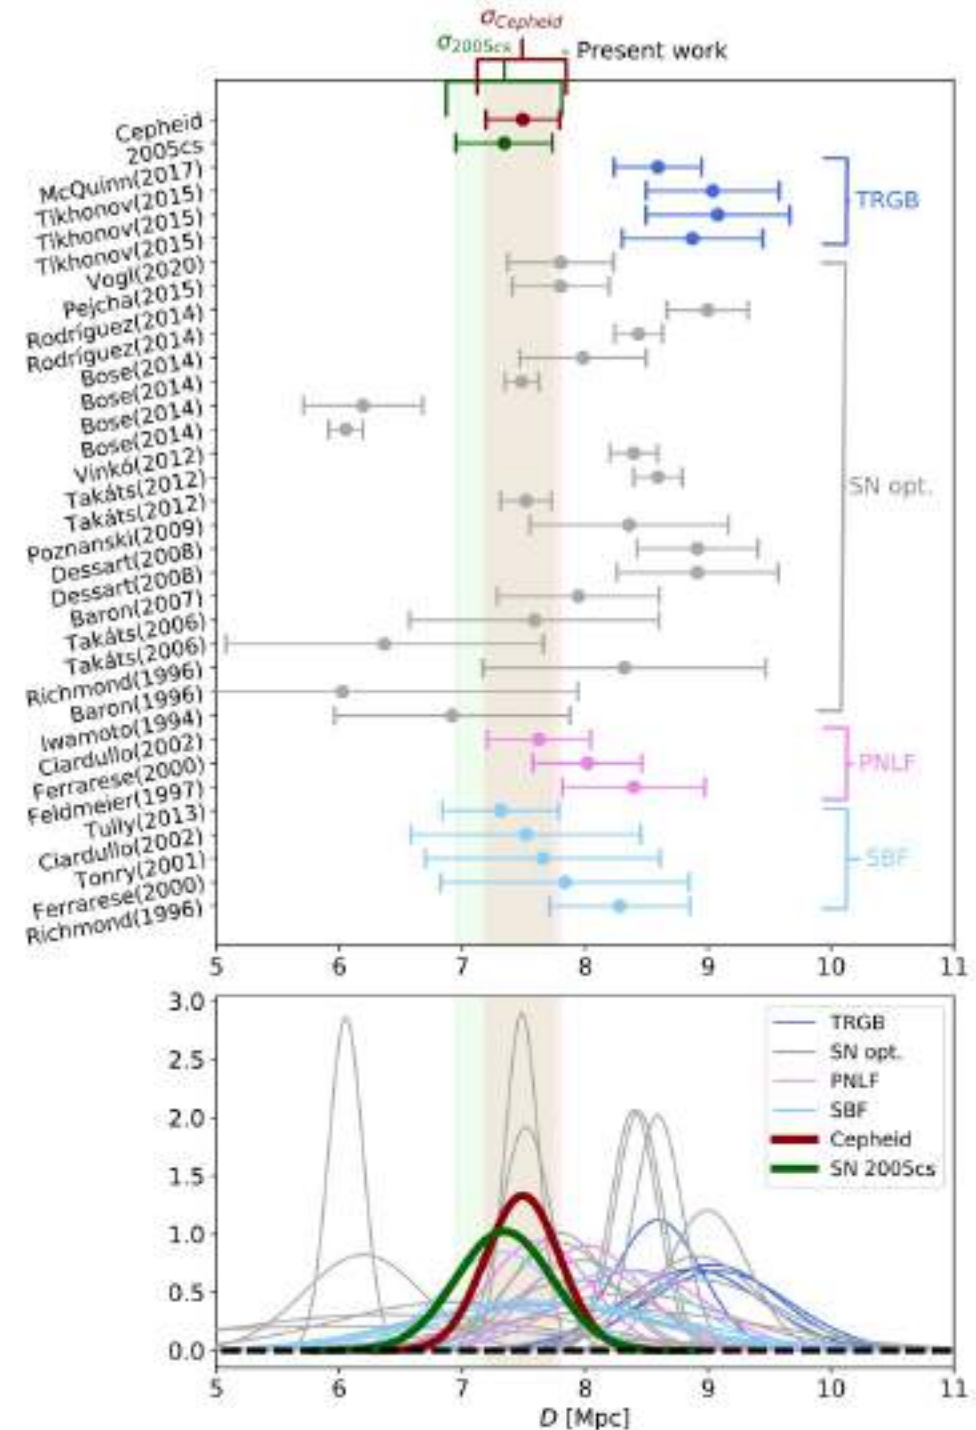 σCepheid
σ2005cs
Present work
Cepheid
2005cs
McQuinn(2017)
Tikhonov(2015)
Tikhonov(2015)
Tikhonov(2015)
Vogl(2020)
Pejcha(2015)
Rodríguez(2014)
Rodríguez(2014)
Bose(2014)
Bose(2014)
Bose(2014)
Bose(2014)
Vinkó(2012)
Takáts(2012)
Takáts(2012)
Poznanski(2009)
Dessart(2008)
Dessart(2008)
Baron(2007)
Takáts(2006)
Takáts(2006)
Richmond(1996)
Baron(1996)
Iwamoto(1994)
Ciardullo(2002)
Ferrarese(2000)
Feldmeier(1997)
Tully(2013)
Ciardullo(2002)
Tonry(2001)
Ferrarese(2000)
Richmond(1996)
TRGB
SN opt.
PNLF
SBF
5 6 7 8 9 10 11
3.0
2.5
2.0
1.5
1.0
0.5
0.0
TRGB
SN opt.
PNLF
SBF
Cepheid
SN 2005cs
5 6 7 8 9 10 11
D [Mpc]